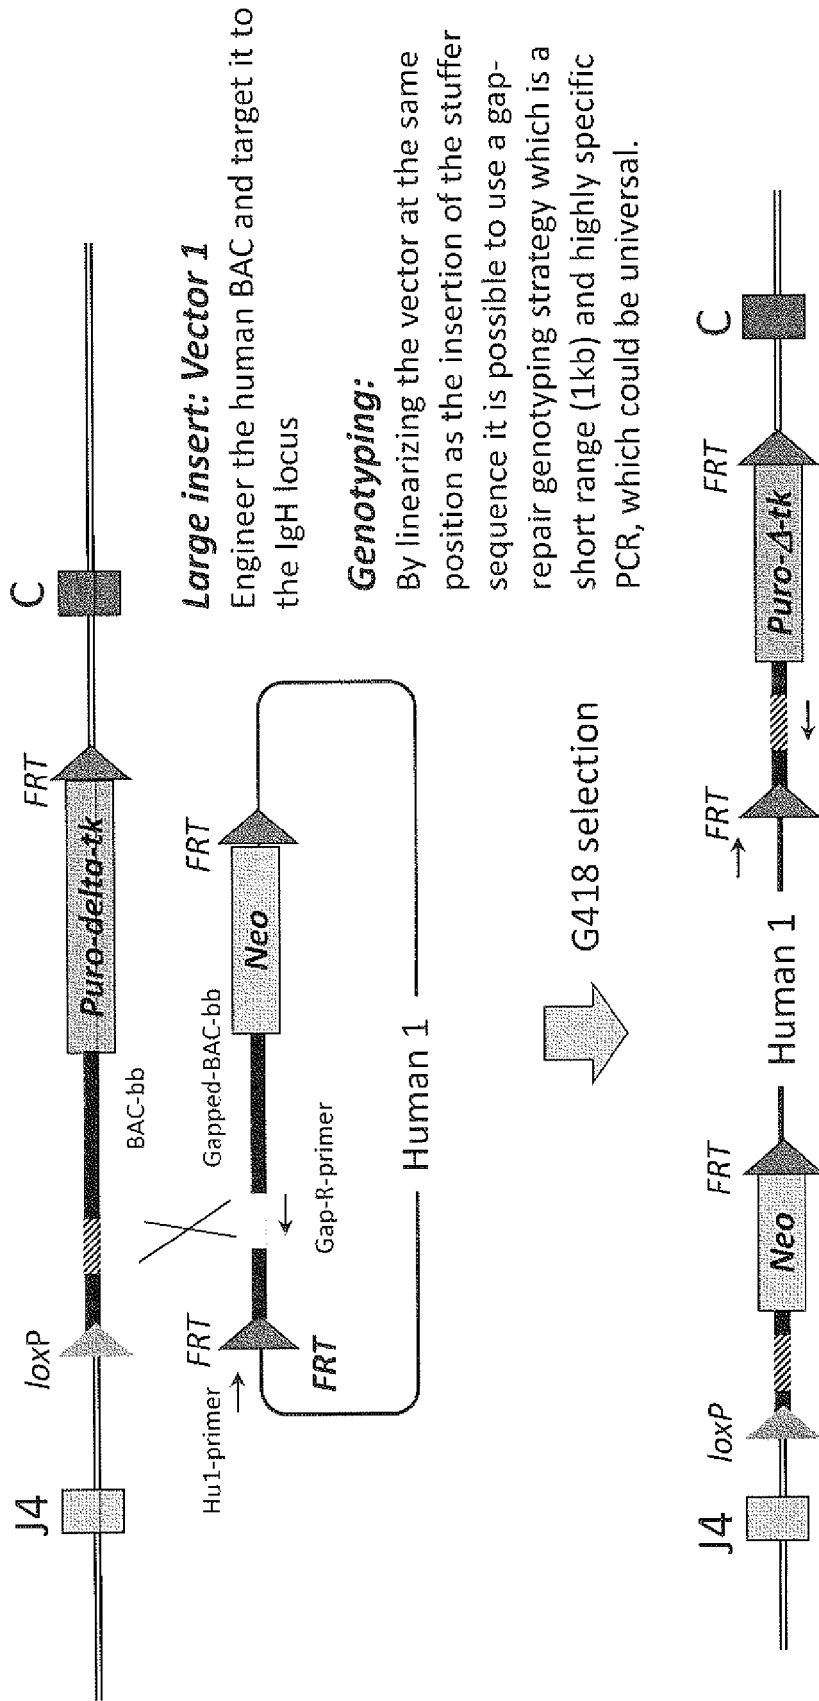 J4
loxP
FRT
C
BAC-bb
Puro-delta-tk
Hu1-primer
FRT
FRT
Gapped-BAC-bb
Neo
FRT
Gap-R-primer
Human 1
Large insert: Vector 1
Engineer the human BAC and target it to
the IgH locus
Genotyping:
By linearizing the vector at the same
position as the insertion of the stuffer
sequence it is possible to use a gap-
repair genotyping strategy which is a
short range (1kb) and highly specific
PCR, which could be universal.
G418 selection
J4
loxP
Neo
FRT
Human 1
FRT
Puro-Δ-tk
FRT
C